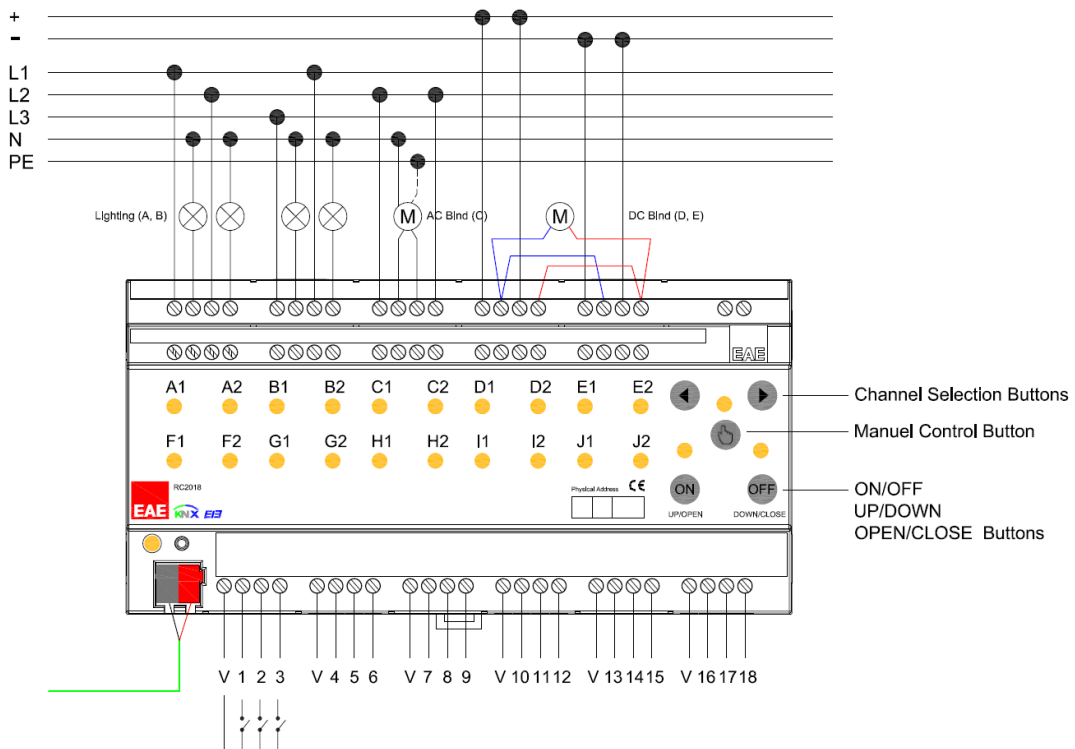 +
-
L1
L2
L3
N
PE
Lighting (A, B)
M
AC Blnd (C)
M
DC Blnd (D, E)
EAE
A1 A2 B1 B2 C1 C2 D1 D2 E1 E2
Channel Selection Buttons
Manuel Control Button
F1 F2 G1 G2 H1 H2 I1 I2 J1 J2
RC2018
EAE
KNX EIB
Physical Address
CE
ON
OFF
UP/OPEN
DOWN/CLOSE
ON/OFF
UP/DOWN
OPEN/CLOSE Buttons
V 1 2 3 V 4 5 6 V 7 8 9 V 10 11 12 V 13 14 15 V 16 17 18